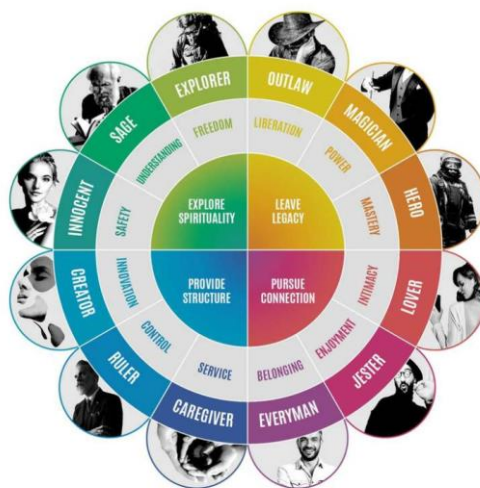 EXPLORER
OUTLAW
MAGICIAN
HERO
LOVER
JESTER
EVERYMAN
CAREGIVER
RULER
CREATOR
INNOCENT
SAGE
FREEDOM
LIBERATION
POWER
MASTERY
INTIMACY
ENJOYMENT
BELONGING
SERVICE
CONTROL
INNOVATION
SAFETY
UNDERSTANDING
EXPLORE
SPIRITUALITY
LEAVE
LEGACY
PROVIDE
STRUCTURE
PURSUE
CONNECTION